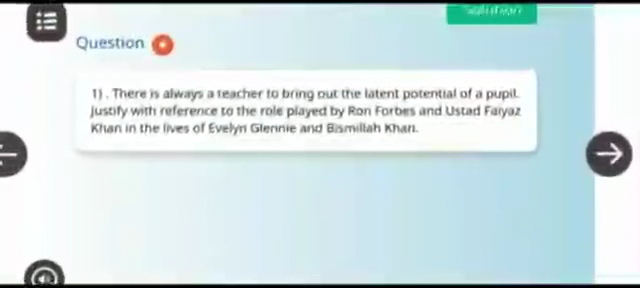 Question
1). There is always a teacher to bring out the latent potential of a pupil.
Justify with reference to the role played by Ron Forbes and Ustad Faiyaz
Khan in the lives of Evelyn Glennie and Bismillah Khan.